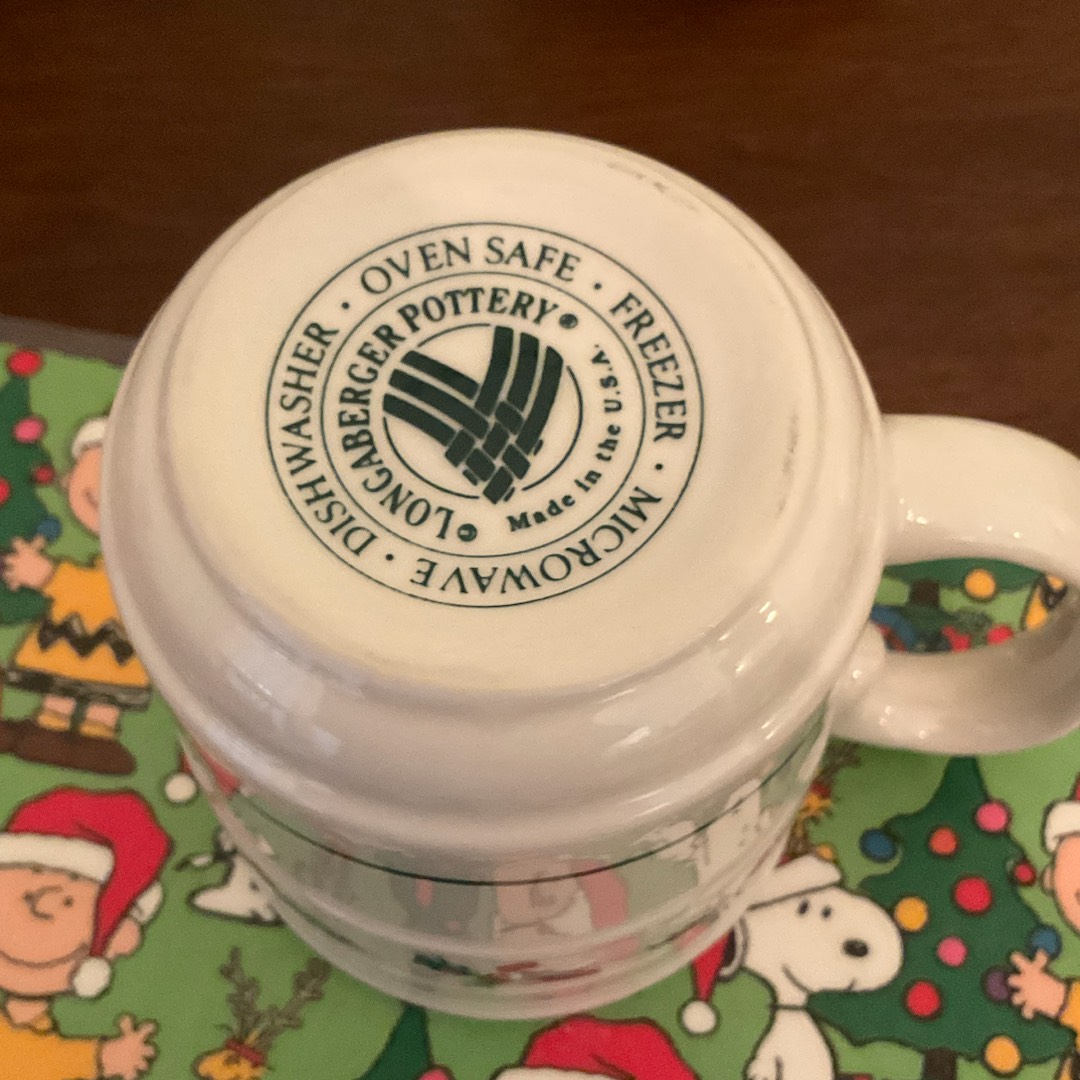 OVEN SAFE · FREEZER · MICROWAVE · DISHWASHER ·
LONGABERGER POTTERY
Made in the U.S.A.